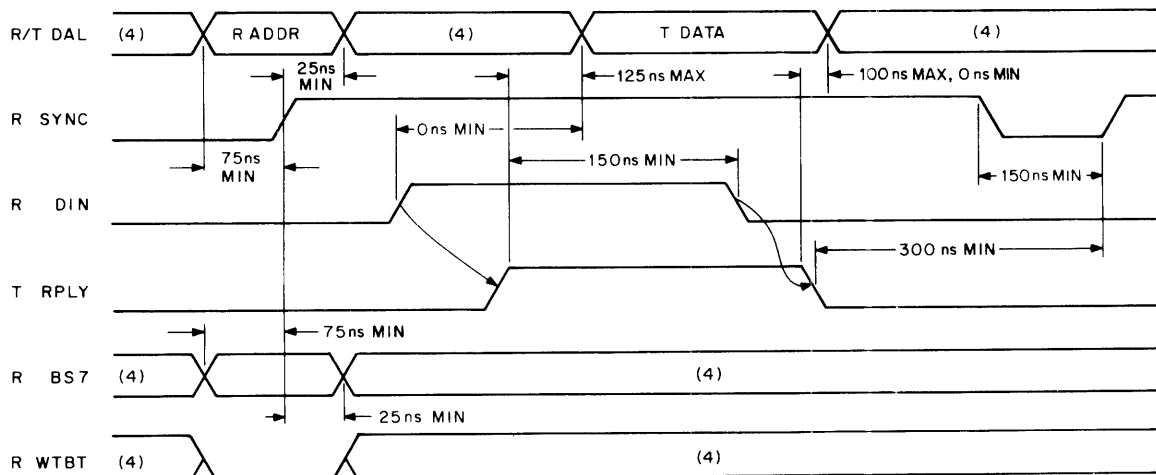 R/T DAL (4) R ADDR (4) T DATA (4)
25ns MIN
125ns MAX
100ns MAX, 0ns MIN
R SYNC
0ns MIN
75ns MIN
150ns MIN
150ns MIN
R DIN
300 ns MIN
T RPLY
75ns MIN
R BS7 (4) (4)
25ns MIN
R WTBT (4) (4)